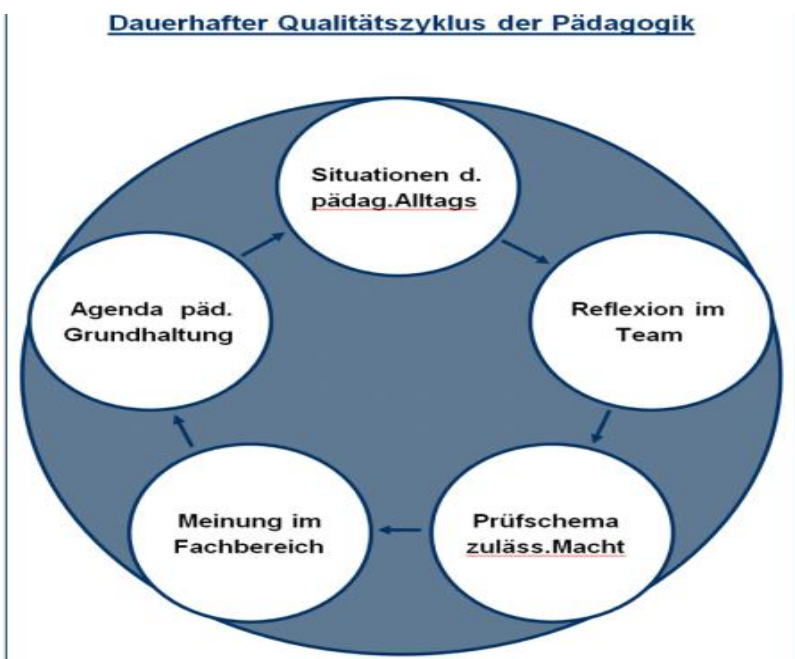 Dauerhafter Qualitätszyklus der Pädagogik
Situationen d.
pädag.Alltags
Reflexion im
Team
Prüfschema
zuläss.Macht
Meinung im
Fachbereich
Agenda päd.
Grundhaltung